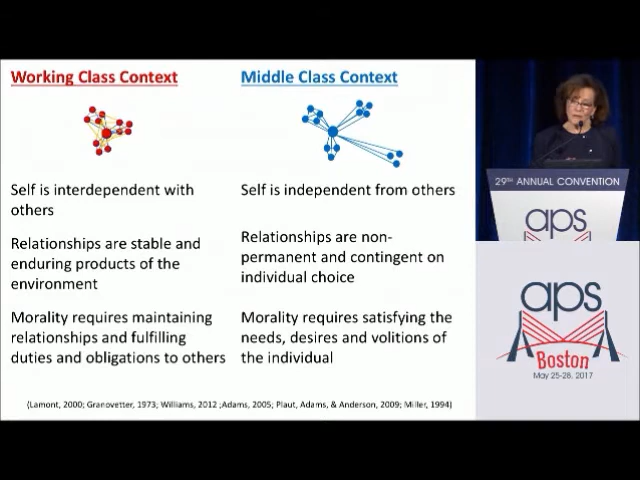 Working Class Context
Middle Class Context
Self is interdependent with
others
Relationships are stable and
enduring products of the
environment
Morality requires maintaining
relationships and fulfilling
duties and obligations to others
Self is independent from others
Relationships are non-
permanent and contingent on
individual choice
Morality requires satisfying the
needs, desires and volitions of
the individual
(Lamont, 2000; Granovetter, 1973; Williams, 2012 ;Adams, 2005; Plaut, Adams, & Anderson, 2009; Miller, 1994)
29TH ANNUAL CONVENTION
aps
aps
Boston
May 25-28, 2017